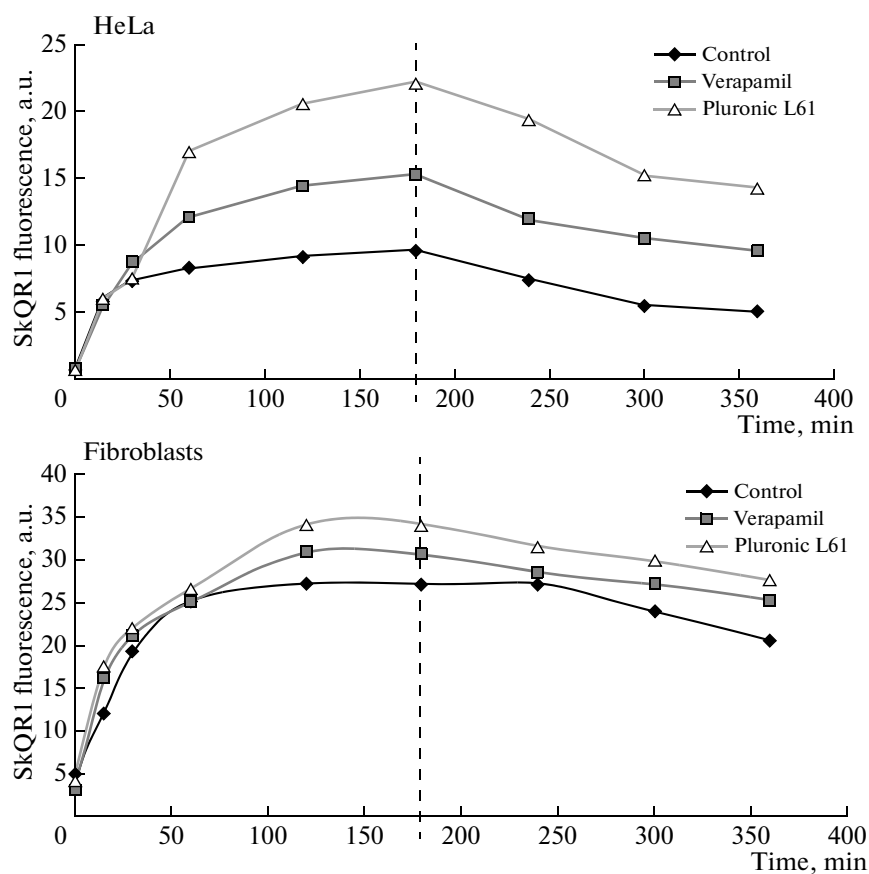 HeLa
25
20
15
10
5
SkQR1 fluorescence, a.u.
Control
Verapamil
Pluronic L61
0 50 100 150 200 250 300 350 400
Time, min
Fibroblasts
40
35
30
25
20
15
10
5
SkQR1 fluorescence, a.u.
Control
Verapamil
Pluronic L61
0 50 100 150 200 250 300 350 400
Time, min